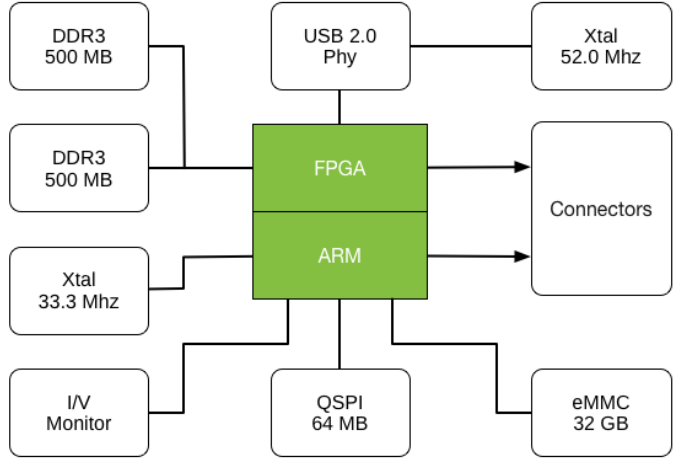 DDR3
500 MB
USB 2.0
Phy
Xtal
52.0 Mhz
DDR3
500 MB
FPGA
Connectors
ARM
Xtal
33.3 Mhz
I/V
Monitor
QSPI
64 MB
eMMC
32 GB